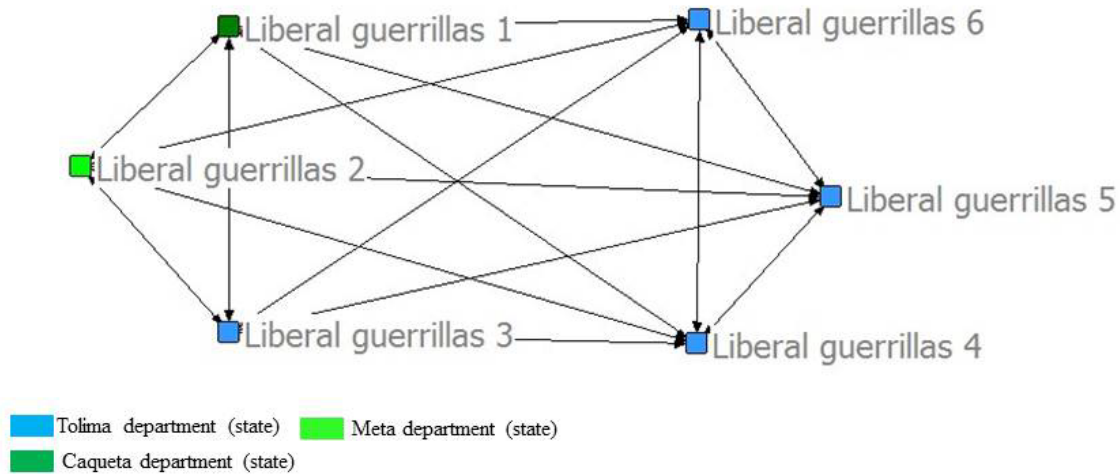 Liberal guerrillas 1
Liberal guerrillas 6
Liberal guerrillas 2
Liberal guerrillas 5
Liberal guerrillas 3
Liberal guerrillas 4
Tolima department (state)
Meta department (state)
Caqueta department (state)